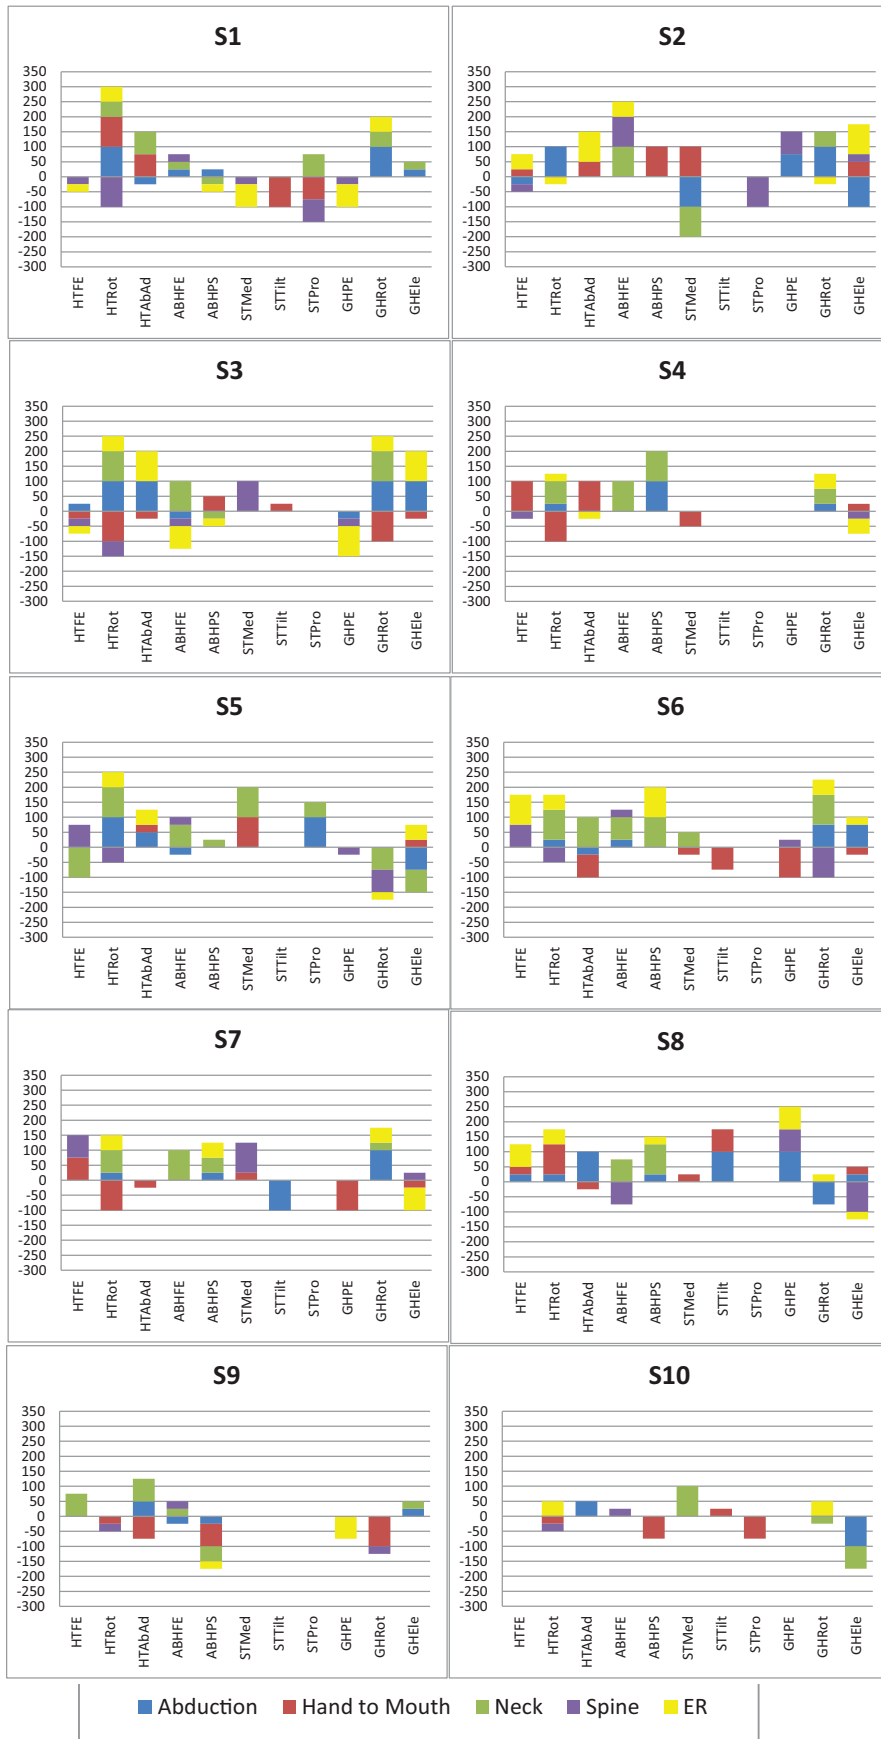 S1
350
300
250
200
150
100
50
0
-50
-100
-150
-200
-250
-300
HTFE
HTRot
HTAbAd
ABHFE
ABHPS
STMed
STTilt
STPro
GHPE
GHRot
GHEle
S2
350
300
250
200
150
100
50
0
-50
-100
-150
-200
-250
-300
HTFE
HTRot
HTAbAd
ABHFE
ABHPS
STMed
STTilt
STPro
GHPE
GHRot
GHEle
S3
350
300
250
200
150
100
50
0
-50
-100
-150
-200
-250
-300
HTFE
HTRot
HTAbAd
ABHFE
ABHPS
STMed
STTilt
STPro
GHPE
GHRot
GHEle
S4
350
300
250
200
150
100
50
0
-50
-100
-150
-200
-250
-300
HTFE
HTRot
HTAbAd
ABHFE
ABHPS
STMed
STTilt
STPro
GHPE
GHRot
GHEle
S5
350
300
250
200
150
100
50
0
-50
-100
-150
-200
-250
-300
HTFE
HTRot
HTAbAd
ABHFE
ABHPS
STMed
STTilt
STPro
GHPE
GHRot
GHEle
S6
350
300
250
200
150
100
50
0
-50
-100
-150
-200
-250
-300
HTFE
HTRot
HTAbAd
ABHFE
ABHPS
STMed
STTilt
STPro
GHPE
GHRot
GHEle
S7
350
300
250
200
150
100
50
0
-50
-100
-150
-200
-250
-300
HTFE
HTRot
HTAbAd
ABHFE
ABHPS
STMed
STTilt
STPro
GHPE
GHRot
GHEle
S8
350
300
250
200
150
100
50
0
-50
-100
-150
-200
-250
-300
HTFE
HTRot
HTAbAd
ABHFE
ABHPS
STMed
STTilt
STPro
GHPE
GHRot
GHEle
S9
350
300
250
200
150
100
50
0
-50
-100
-150
-200
-250
-300
HTFE
HTRot
HTAbAd
ABHFE
ABHPS
STMed
STTilt
STPro
GHPE
GHRot
GHEle
S10
350
300
250
200
150
100
50
0
-50
-100
-150
-200
-250
-300
HTFE
HTRot
HTAbAd
ABHFE
ABHPS
STMed
STTilt
STPro
GHPE
GHRot
GHEle
Abduction Hand to Mouth Neck Spine ER